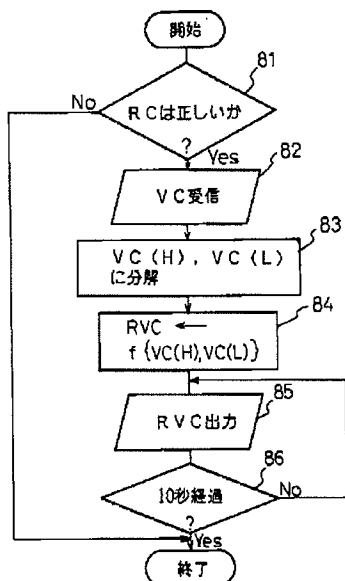 開始
81
RCは正しいか
?
No
Yes
82
VC受信
83
VC(H),VC(L)
に分解
84
RVC ←
f{VC(H),VC(L)}
85
RVC出力
86
10秒経過
?
No
Yes
終了